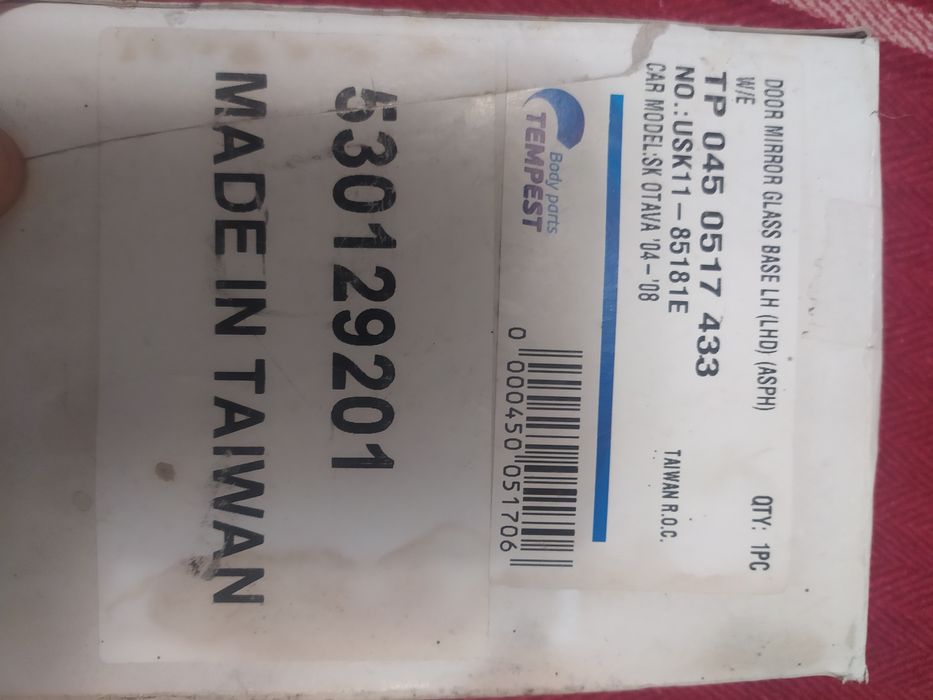 DOOR MIRROR GLASS BASE LH (LHD) (ASPH) QTY: 1PC
W/E
TP 045 0517 433
NO.:USK11-85181E
CAR MODEL:SK OTAVA '04-'08 TAIWAN R.O.C.
Body parts
TEMPEST
0 000450 051706
530129201
MADE IN TAIWAN